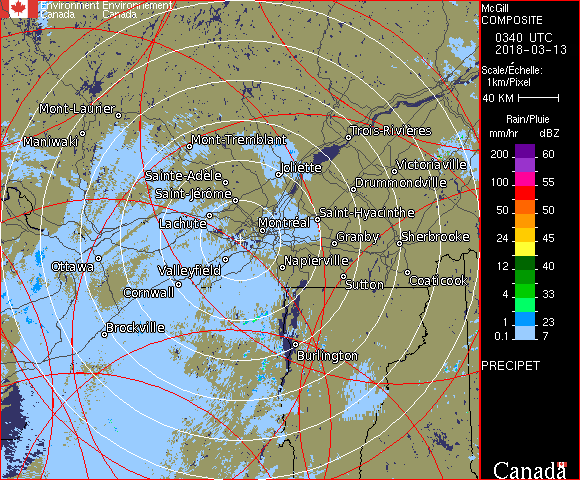 Environment Environnement
Canada Canada
McGill
COMPOSITE
0340 UTC
2018-03-13
Scale/Échelle:
1km/Pixel
40 KM
Rain/Pluie
mm/hr dBZ
200 60
150 57
100 55
50 50
24 45
12 40
4 33
1 23
0.1 7
PRECIPET
Canada
Mont-Laurier
Maniwaki
Mont-Tremblant
Trois-Rivières
Sainte-Adèle
Joliette
Victoriaville
Saint-Jérôme
Drummondville
Lachute
Montréal
Saint-Hyacinthe
Granby
Sherbrooke
Ottawa
Valleyfield
Napierville
Cornwall
Sutton
Coaticook
Brockville
Burlington